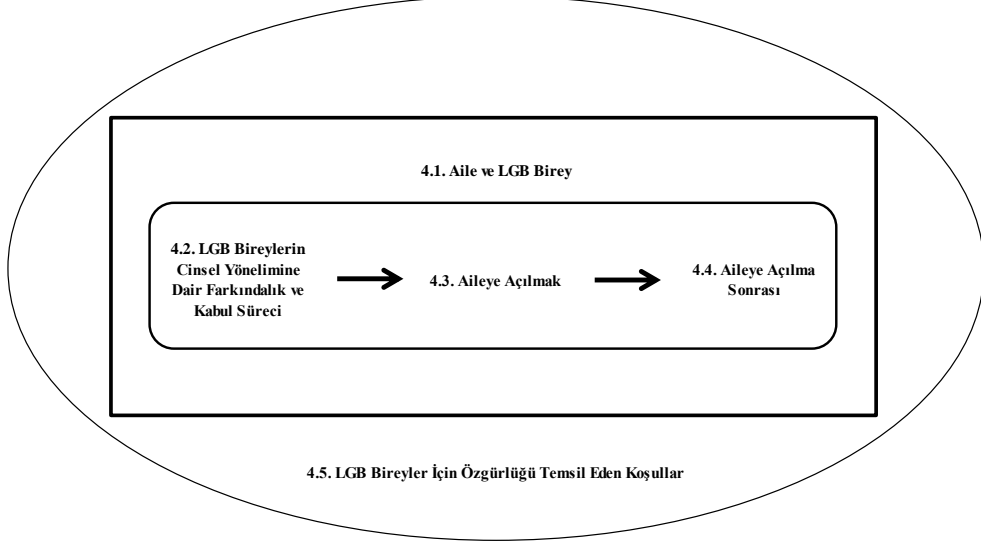 4.1. Aile ve LGB Birey
4.2. LGB Bireylerin
Cinsel Yönelimine
Dair Farkındalık ve
Kabul Süreci
4.3. Aileye Açılmak
4.4. Aileye Açılma
Sonrası
4.5. LGB Bireyler İçin Özgürlüğü Temsil Eden Koşullar